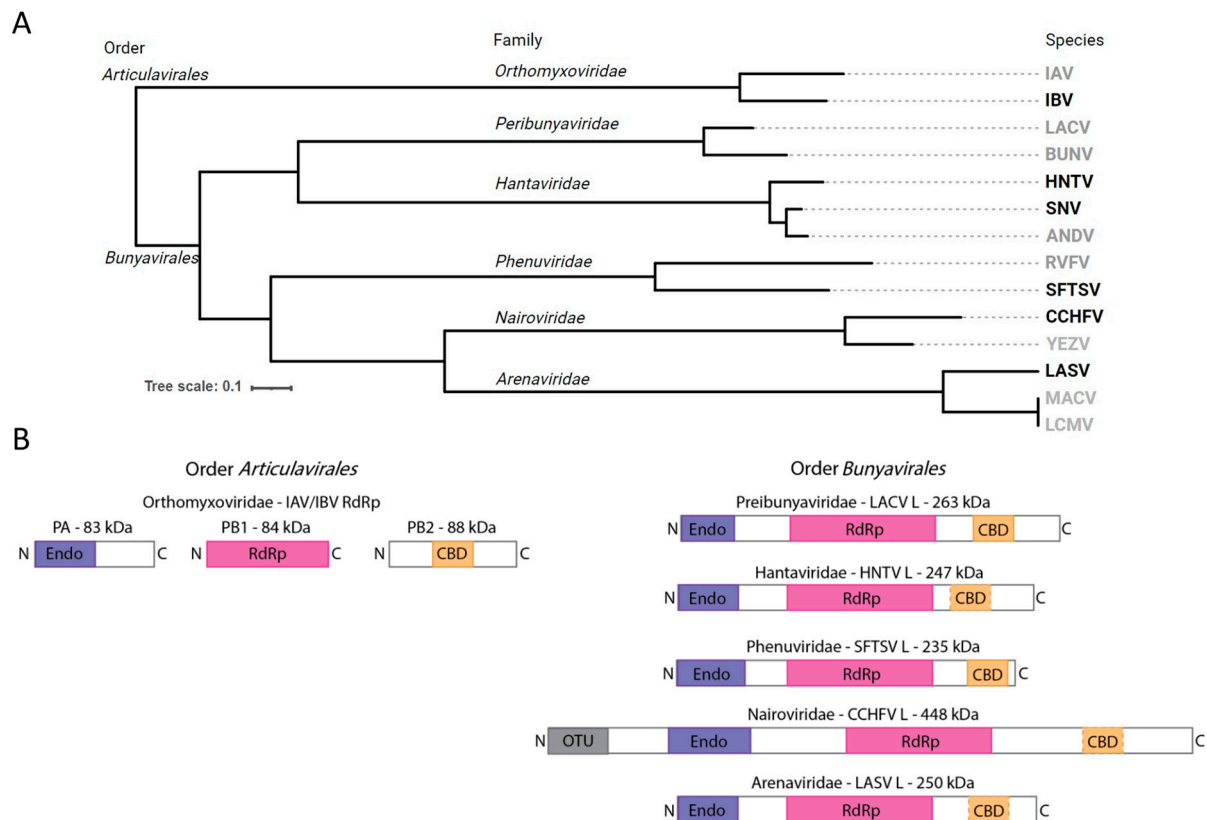 A
Order
Family
Species
Articulavirales
Orthomyxoviridae
IAV
IBV
Peribunyaviridae
LACV
BUNV
Hantaviridae
HNTV
SNV
ANDV
Bunyavirales
Phenuviridae
RVFV
SFTSV
Nairoviridae
CCHFV
YEZV
Arenaviridae
LASV
Tree scale: 0.1
MACV
LCMV
B
Order Articulavirales
Orthomyxoviridae - IAV/IBV RdRp
PA - 83 kDa
PB1 - 84 kDa
PB2 - 88 kDa
N Endo C
N RdRp C
N CBD C
Order Bunyavirales
Preibunyaviridae - LACV L - 263 kDa
N Endo RdRp CBD C
Hantaviridae - HNTV L - 247 kDa
N Endo RdRp CBD C
Phenuviridae - SFTSV L - 235 kDa
N Endo RdRp CBD C
Nairoviridae - CCHFV L - 448 kDa
N OTU Endo RdRp CBD C
Arenaviridae - LASV L - 250 kDa
N Endo RdRp CBD C